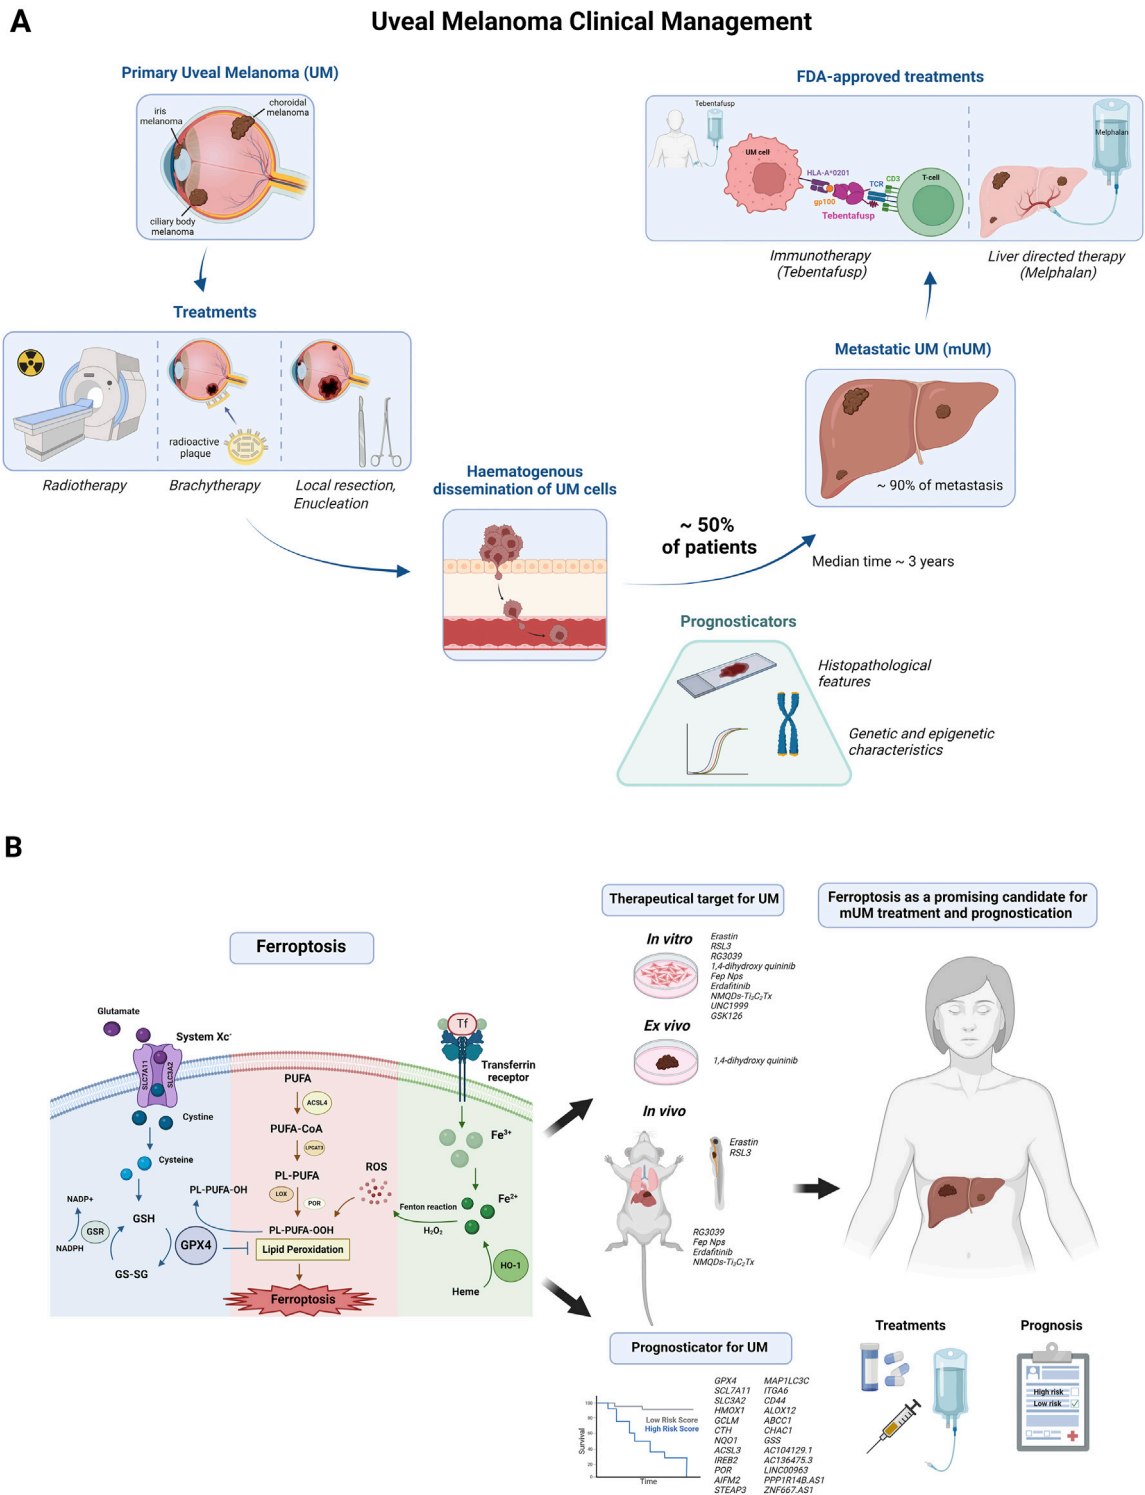 A
Uveal Melanoma Clinical Management
Primary Uveal Melanoma (UM)
iris
melanoma
choroidal
melanoma
ciliary body
melanoma
Treatments
radioactive
plaque
Radiotherapy
Brachytherapy
Local resection,
Enucleation
Haematogenous
dissemination of UM cells
~ 50%
of patients
FDA-approved treatments
Tebentafusp
UM cell
HLA-A*0201
gp100
TCR
CD3
T-cell
Tebentafusp
Melphalan
Immunotherapy
(Tebentafusp)
Liver directed therapy
(Melphalan)
Metastatic UM (mUM)
~ 90% of metastasis
Median time ~ 3 years
Prognosticators
Histopathological
features
Genetic and epigenetic
characteristics
B
Ferroptosis
Glutamate
System Xc-
SLC7A11
SLC3A2
Cystine
Cysteine
NADP+
GSR
NADPH
GSH
GS-SG
GPX4
PL-PUFA-OH
PUFA
ACSL4
PUFA-CoA
LPCAT3
PL-PUFA
LOX
POR
PL-PUFA-OOH
Lipid Peroxidation
Ferroptosis
ROS
Tf
Transferrin
receptor
Fe3+
Fe2+
Fenton reaction
H₂O₂
HO-1
Heme
Therapeutical target for UM
In vitro
Erastin
RSL3
RG3039
1,4-dihydroxy quininib
Fep Nps
Erdafitinib
NMQDs-Ti₃C₂Tx
UNC1999
GSK126
Ex vivo
1,4-dihydroxy quininib
In vivo
Erastin
RSL3
RG3039
Fep Nps
Erdafitinib
NMQDs-Ti₃C₂Tx
Prognosticator for UM
Survival
100
80
60
40
20
0
Low Risk Score
High Risk Score
Time
GPX4 MAP1LC3C
SCL7A11 ITGA6
SLC3A2 CD44
HMOX1 ALOX12
GCLM ABCC1
CTH CHAC1
NQO1 GSS
ACSL3 AC104129.1
IREB2 AC136475.3
POR LINC00963
AIFM2 PPP1R14B.AS1
STEAP3 ZNF667.AS1
Ferroptosis as a promising candidate for
mUM treatment and prognostication
Treatments
Prognosis
High risk
Low risk